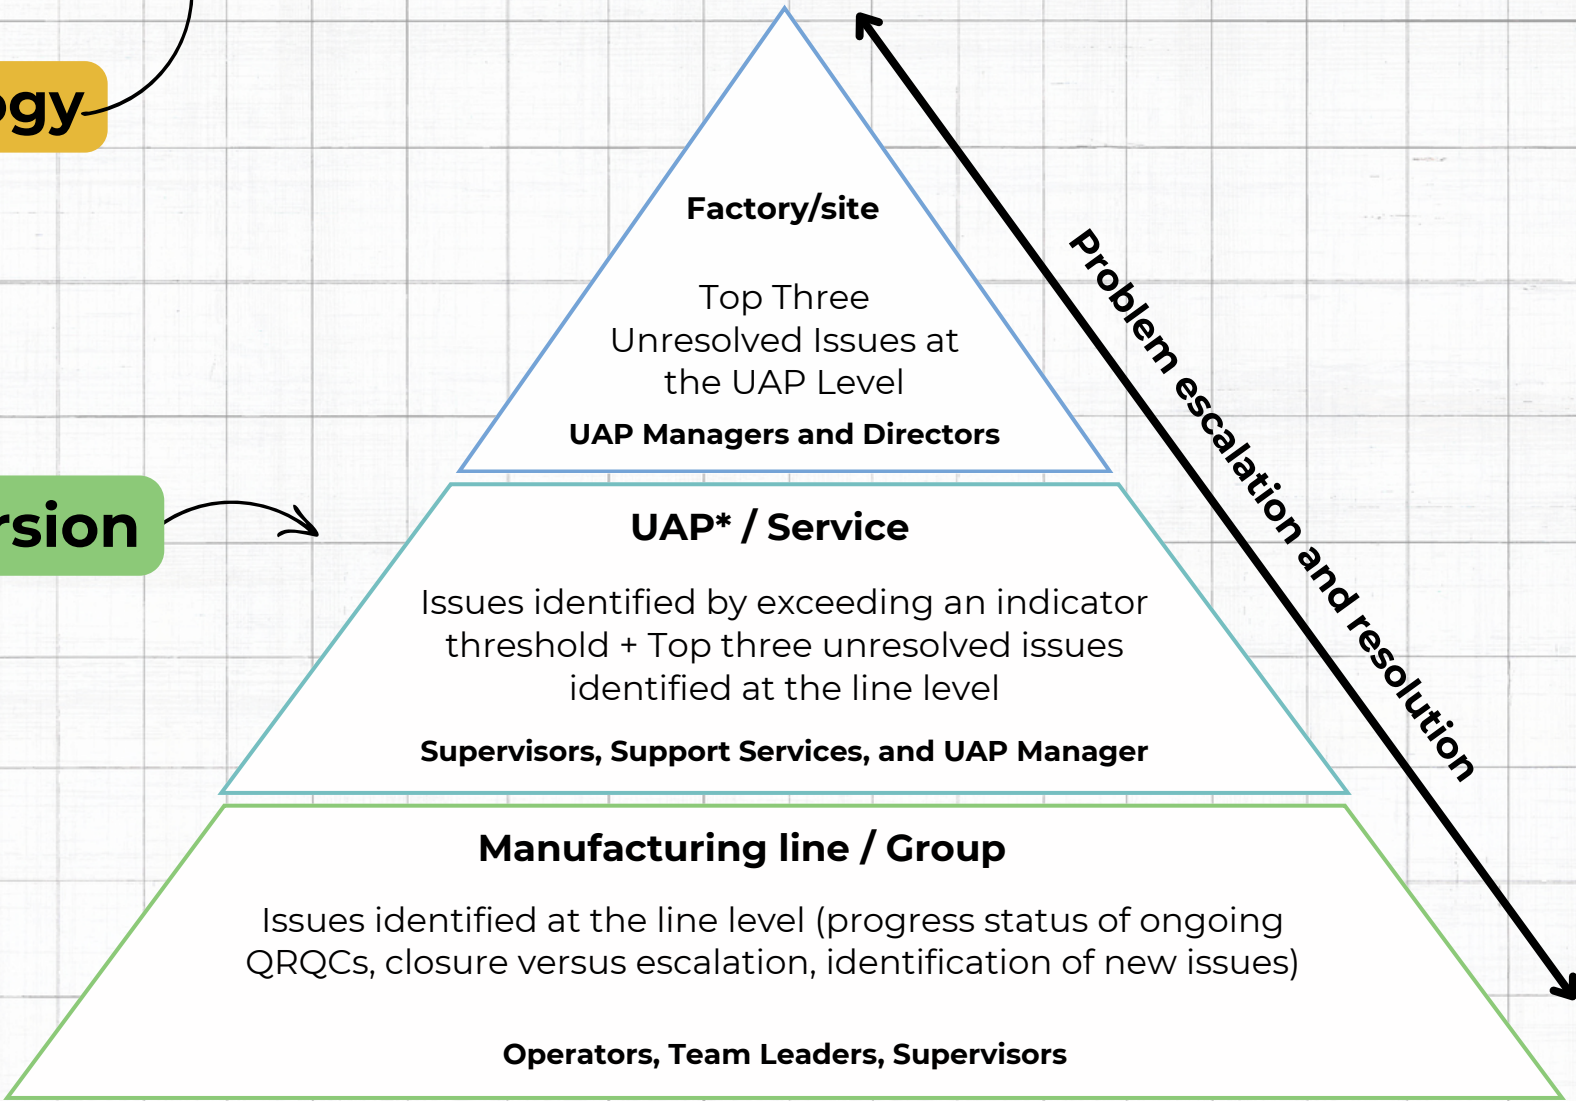 ogy
Factory/site
Top Three
Unresolved Issues at
the UAP Level
UAP Managers and Directors
Problem escalation and resolution
rsion
UAP* / Service
Issues identified by exceeding an indicator
threshold + Top three unresolved issues
identified at the line level
Supervisors, Support Services, and UAP Manager
Manufacturing line / Group
Issues identified at the line level (progress status of ongoing
QRQCs, closure versus escalation, identification of new issues)
Operators, Team Leaders, Supervisors